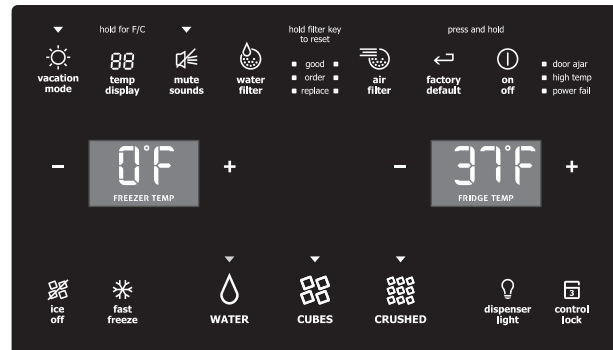 hold for F/C
hold filter key
to reset
press and hold
88
vacation
mode
temp
display
mute
sounds
water
filter
good
order
replace
air
filter
factory
default
on
off
door ajar
high temp
power fail
- 0°F +
FREEZER TEMP
- 37°F +
FRIDGE TEMP
ice
off
fast
freeze
WATER
CUBES
CRUSHED
dispenser
light
3
control
lock